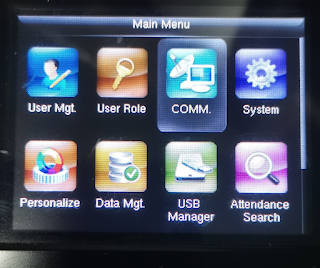 Main Menu
User Mgt.
User Role
COMM.
System
Personalize
Data Mgt.
USB
Manager
Attendance
Search